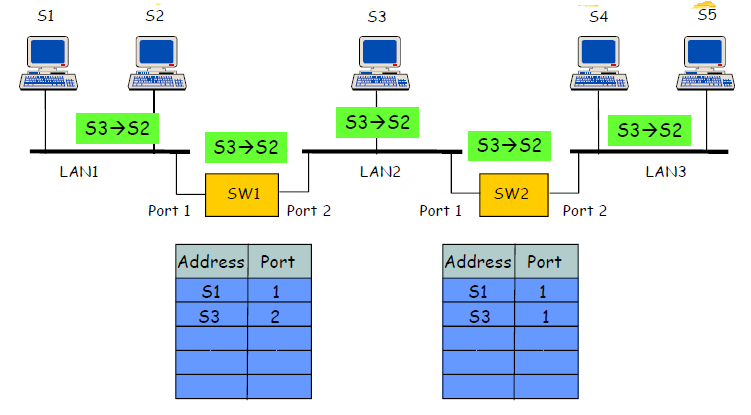 S1 S2 S3 S4 S5
S3→S2 S3→S2 S3→S2 S3→S2 S3→S2
LAN1 LAN2 LAN3
SW1 SW2
Port 1 Port 2 Port 1 Port 2
Address Port
S1 1
S3 2
Address Port
S1 1
S3 1